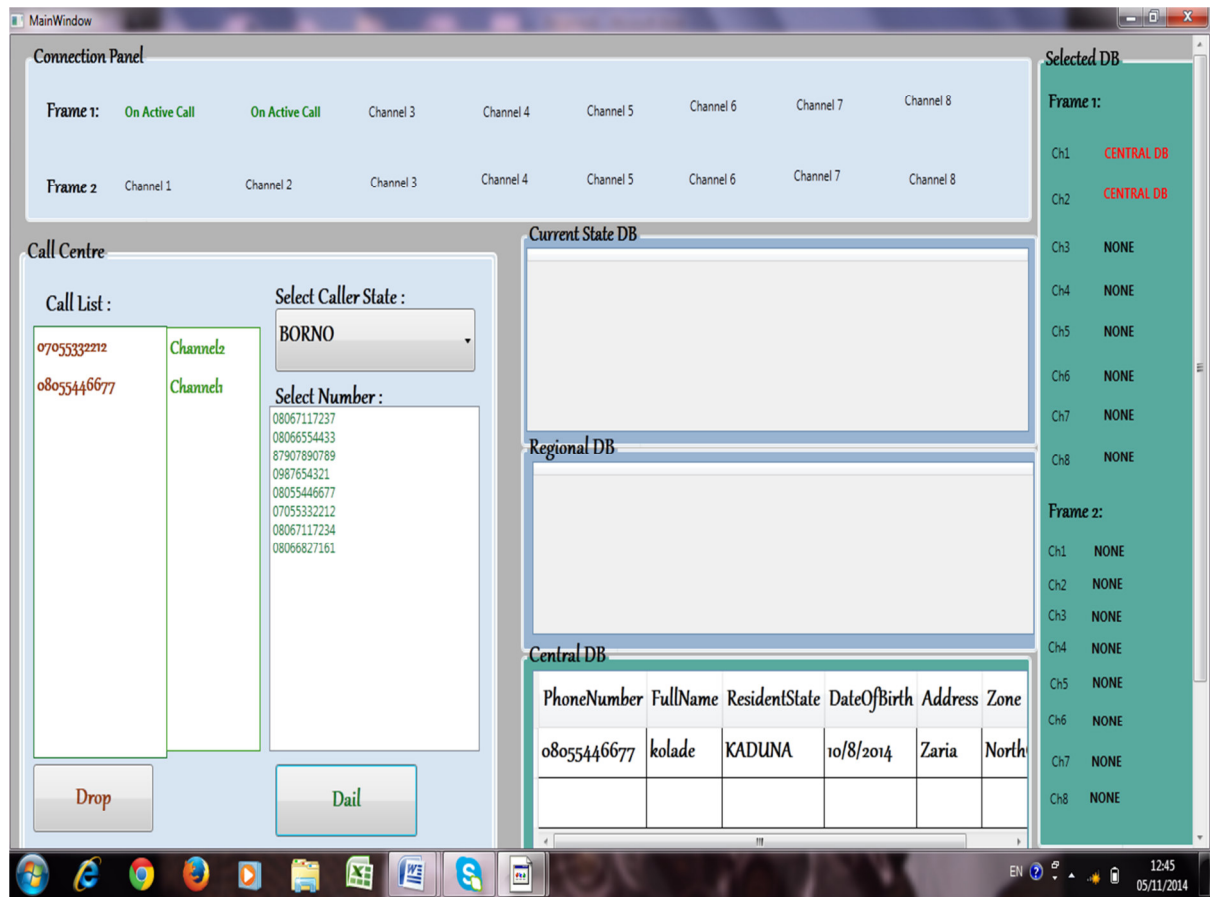 MainWindow
Connection Panel
Frame 1: On Active Call On Active Call Channel 3 Channel 4 Channel 5 Channel 6 Channel 7 Channel 8
Frame 2 Channel 1 Channel 2 Channel 3 Channel 4 Channel 5 Channel 6 Channel 7 Channel 8
Call Centre
Call List :
07055332212 Channel2
08055446677 Channel1
Drop
Select Caller State :
BORNO
Select Number :
08067117237
08066554433
87907890789
0987654321
08055446677
07055332212
08067117234
08066827161
Dail
Current State DB
Regional DB
Central DB
PhoneNumber FullName ResidentState DateOfBirth Address Zone
08055446677 kolade KADUNA 10/8/2014 Zaria North
Selected DB
Frame 1:
Ch1 CENTRAL DB
Ch2 CENTRAL DB
Ch3 NONE
Ch4 NONE
Ch5 NONE
Ch6 NONE
Ch7 NONE
Ch8 NONE
Frame 2:
Ch1 NONE
Ch2 NONE
Ch3 NONE
Ch4 NONE
Ch5 NONE
Ch6 NONE
Ch7 NONE
Ch8 NONE
EN 12:45
05/11/2014